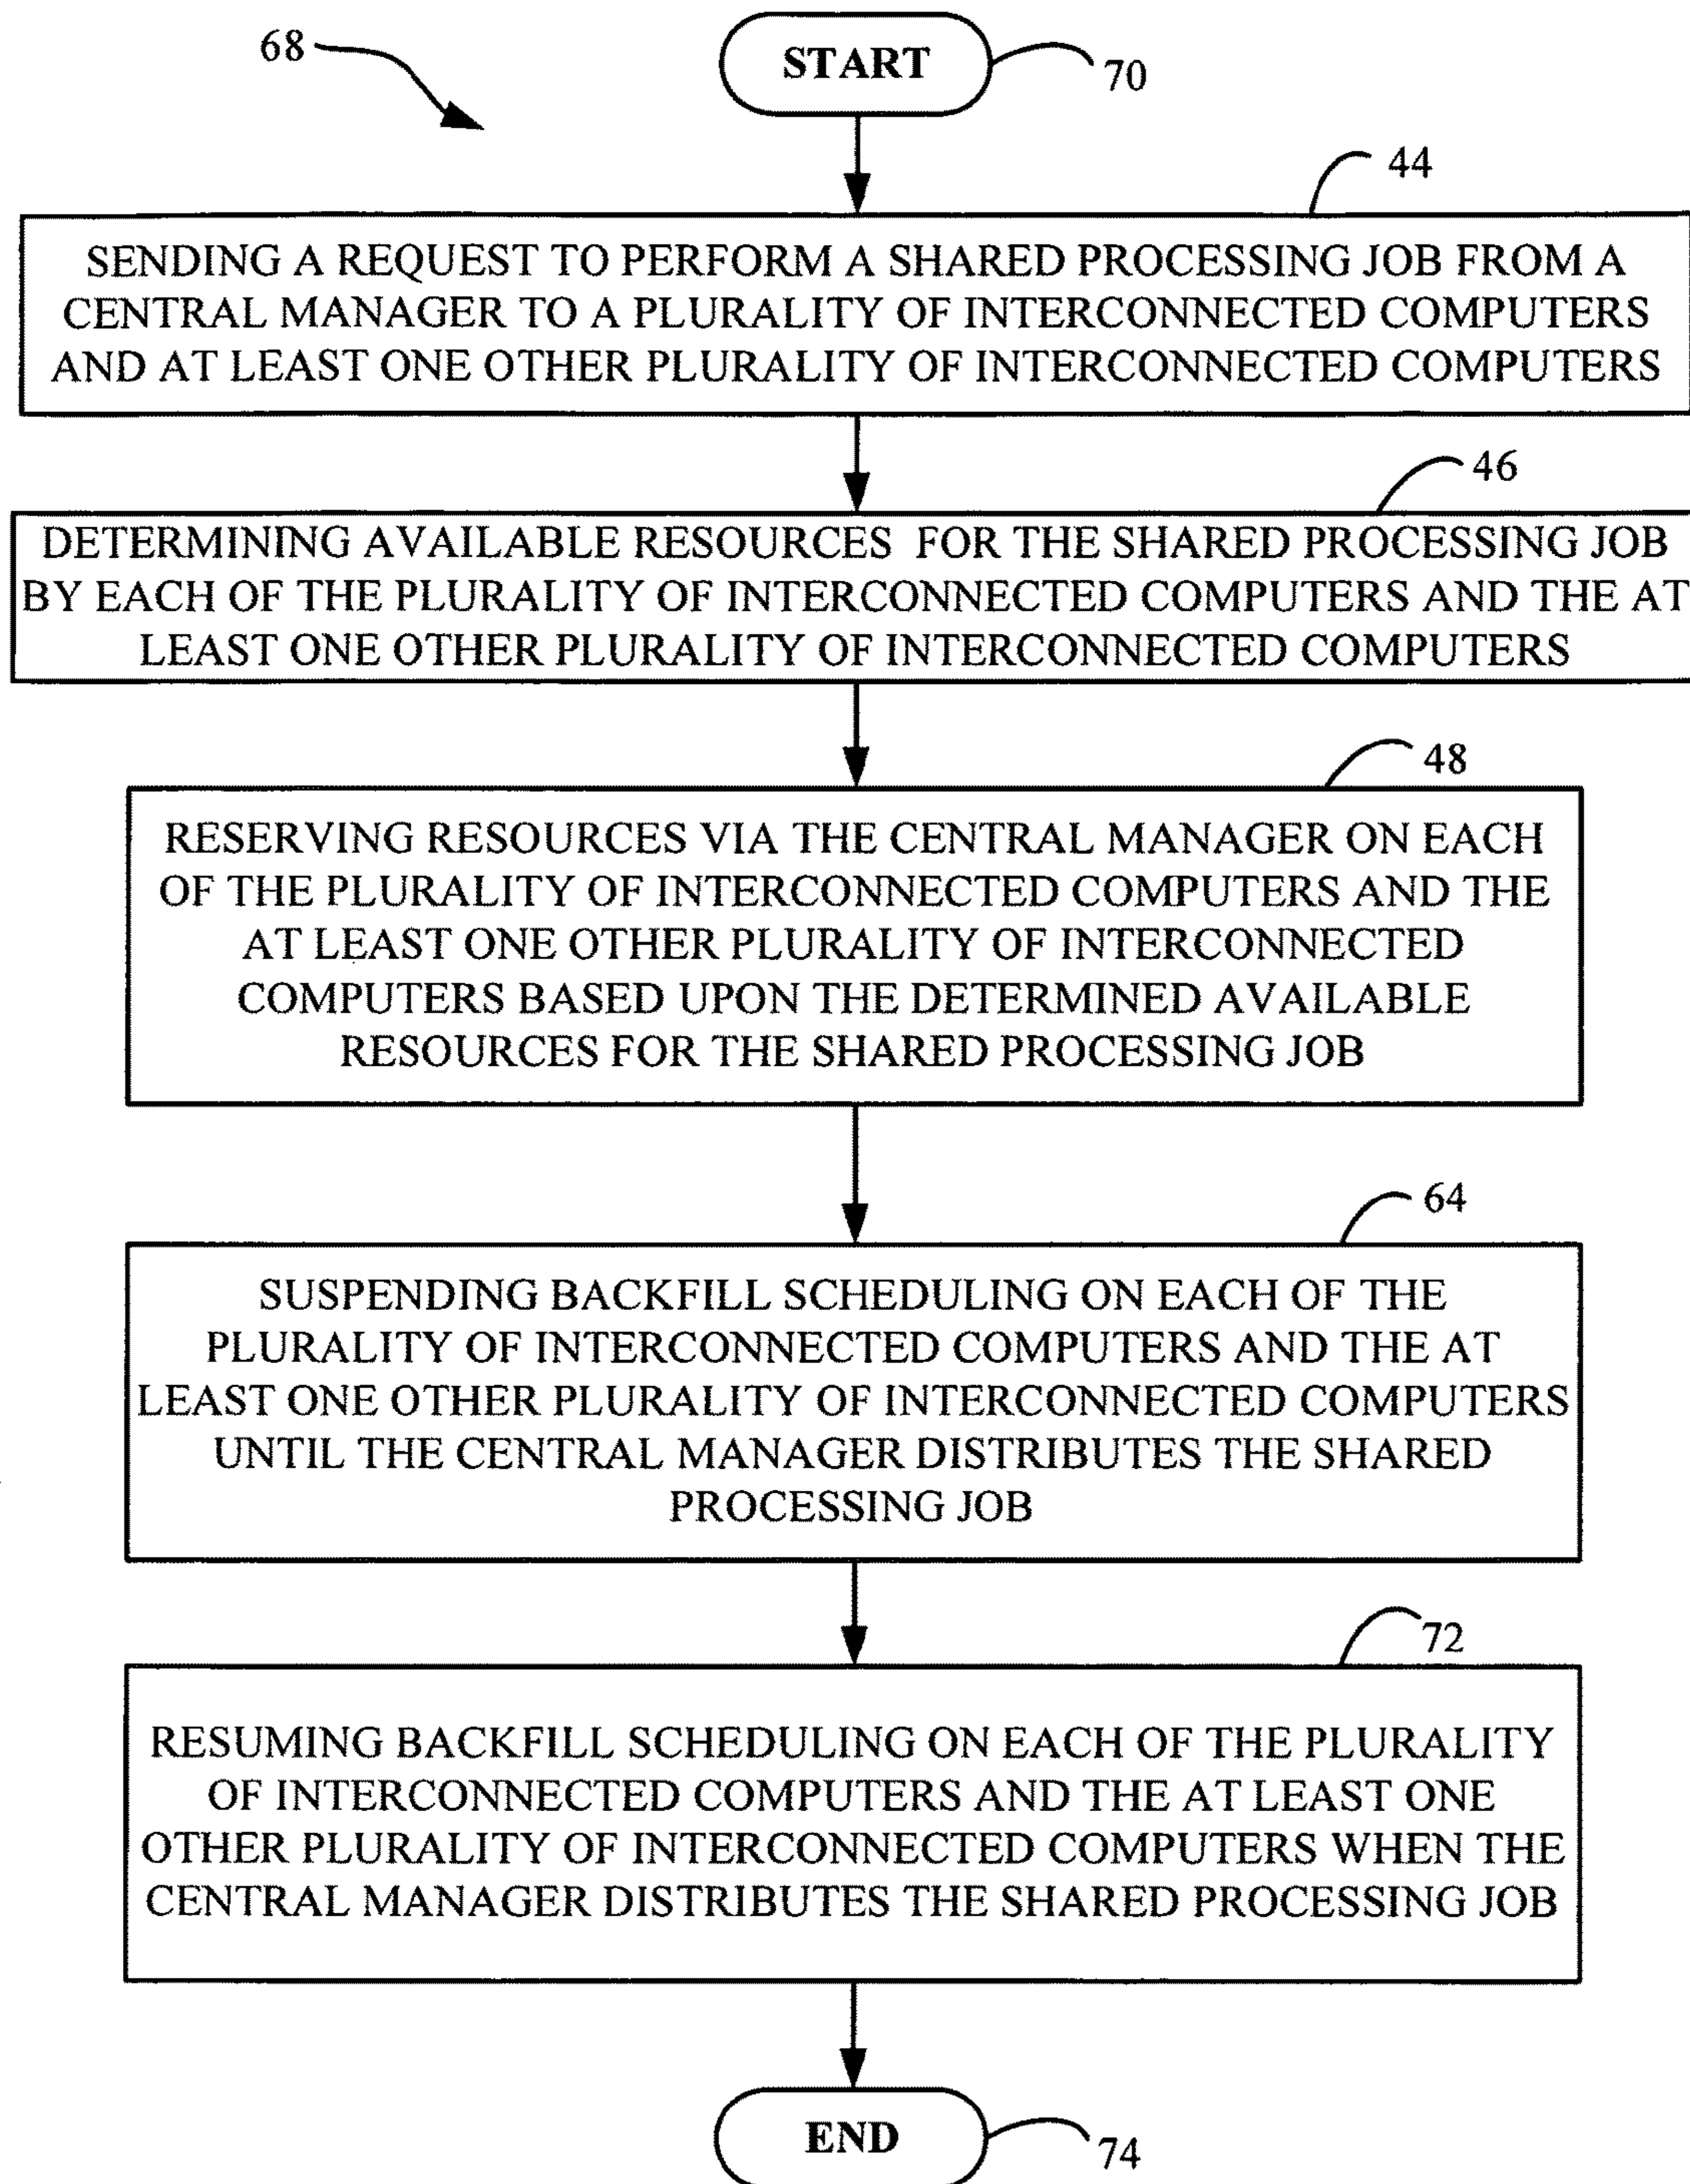 68
START
70
44
SENDING A REQUEST TO PERFORM A SHARED PROCESSING JOB FROM A
CENTRAL MANAGER TO A PLURALITY OF INTERCONNECTED COMPUTERS
AND AT LEAST ONE OTHER PLURALITY OF INTERCONNECTED COMPUTERS
46
DETERMINING AVAILABLE RESOURCES FOR THE SHARED PROCESSING JOB
BY EACH OF THE PLURALITY OF INTERCONNECTED COMPUTERS AND THE AT
LEAST ONE OTHER PLURALITY OF INTERCONNECTED COMPUTERS
48
RESERVING RESOURCES VIA THE CENTRAL MANAGER ON EACH
OF THE PLURALITY OF INTERCONNECTED COMPUTERS AND THE
AT LEAST ONE OTHER PLURALITY OF INTERCONNECTED
COMPUTERS BASED UPON THE DETERMINED AVAILABLE
RESOURCES FOR THE SHARED PROCESSING JOB
64
SUSPENDING BACKFILL SCHEDULING ON EACH OF THE
PLURALITY OF INTERCONNECTED COMPUTERS AND THE AT
LEAST ONE OTHER PLURALITY OF INTERCONNECTED COMPUTERS
UNTIL THE CENTRAL MANAGER DISTRIBUTES THE SHARED
PROCESSING JOB
72
RESUMING BACKFILL SCHEDULING ON EACH OF THE PLURALITY
OF INTERCONNECTED COMPUTERS AND THE AT LEAST ONE
OTHER PLURALITY OF INTERCONNECTED COMPUTERS WHEN THE
CENTRAL MANAGER DISTRIBUTES THE SHARED PROCESSING JOB
END
74